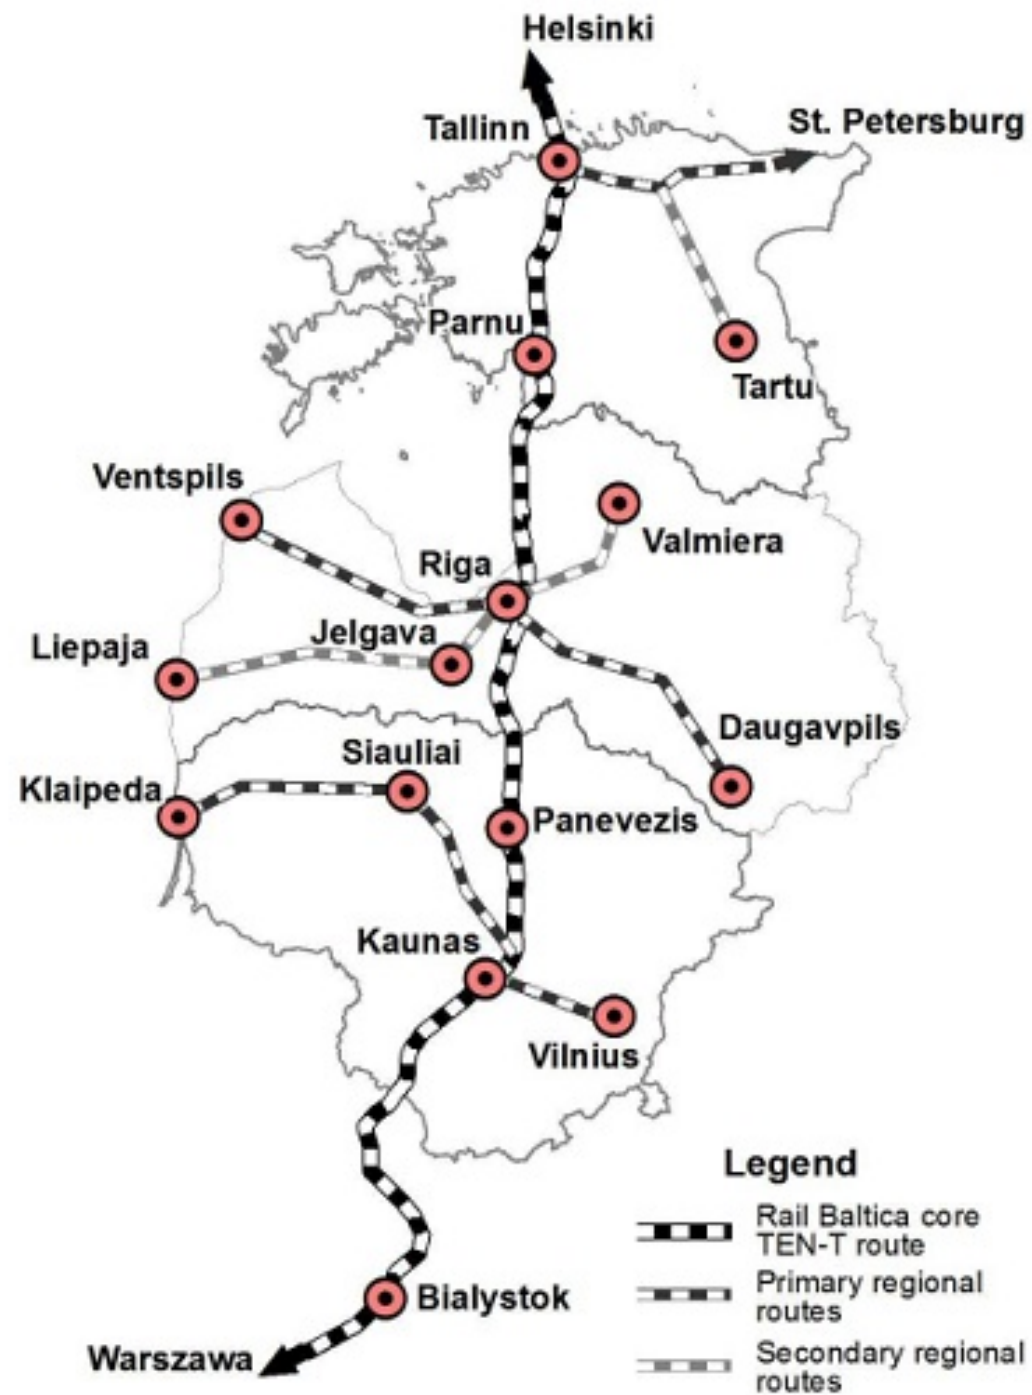 Helsinki
Tallinn
St. Petersburg
Parnu
Tartu
Ventspils
Valmiera
Riga
Jelgava
Liepaja
Daugavpils
Siauliai
Klaipeda
Panevezis
Kaunas
Vilnius
Bialystok
Warszawa
Legend
Rail Baltica core
TEN-T route
Primary regional
routes
Secondary regional
routes